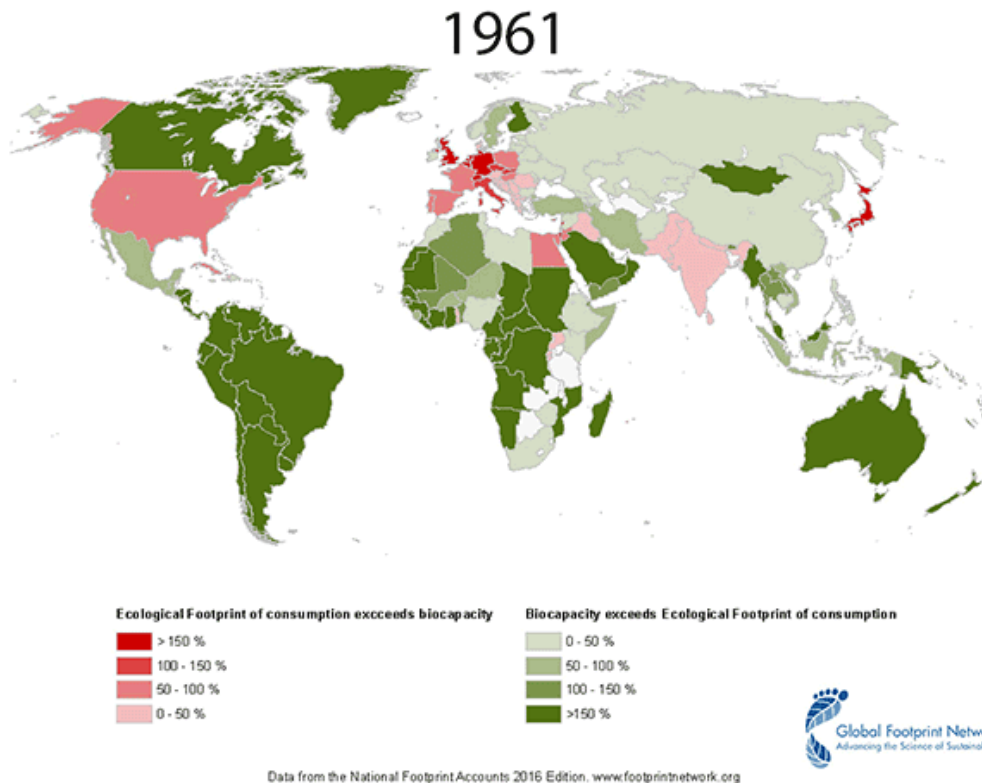 1961
Ecological Footprint of consumption excceeds biocapacity
> 150 %
100 - 150 %
50 - 100 %
0 - 50 %
Biocapacity exceeds Ecological Footprint of consumption
0 - 50 %
50 - 100 %
100 - 150 %
>150 %
Global Footprint Netw
Advancing the Science of Sustainal
Data from the National Footprint Accounts 2016 Edition. www.footprintnetwork.org